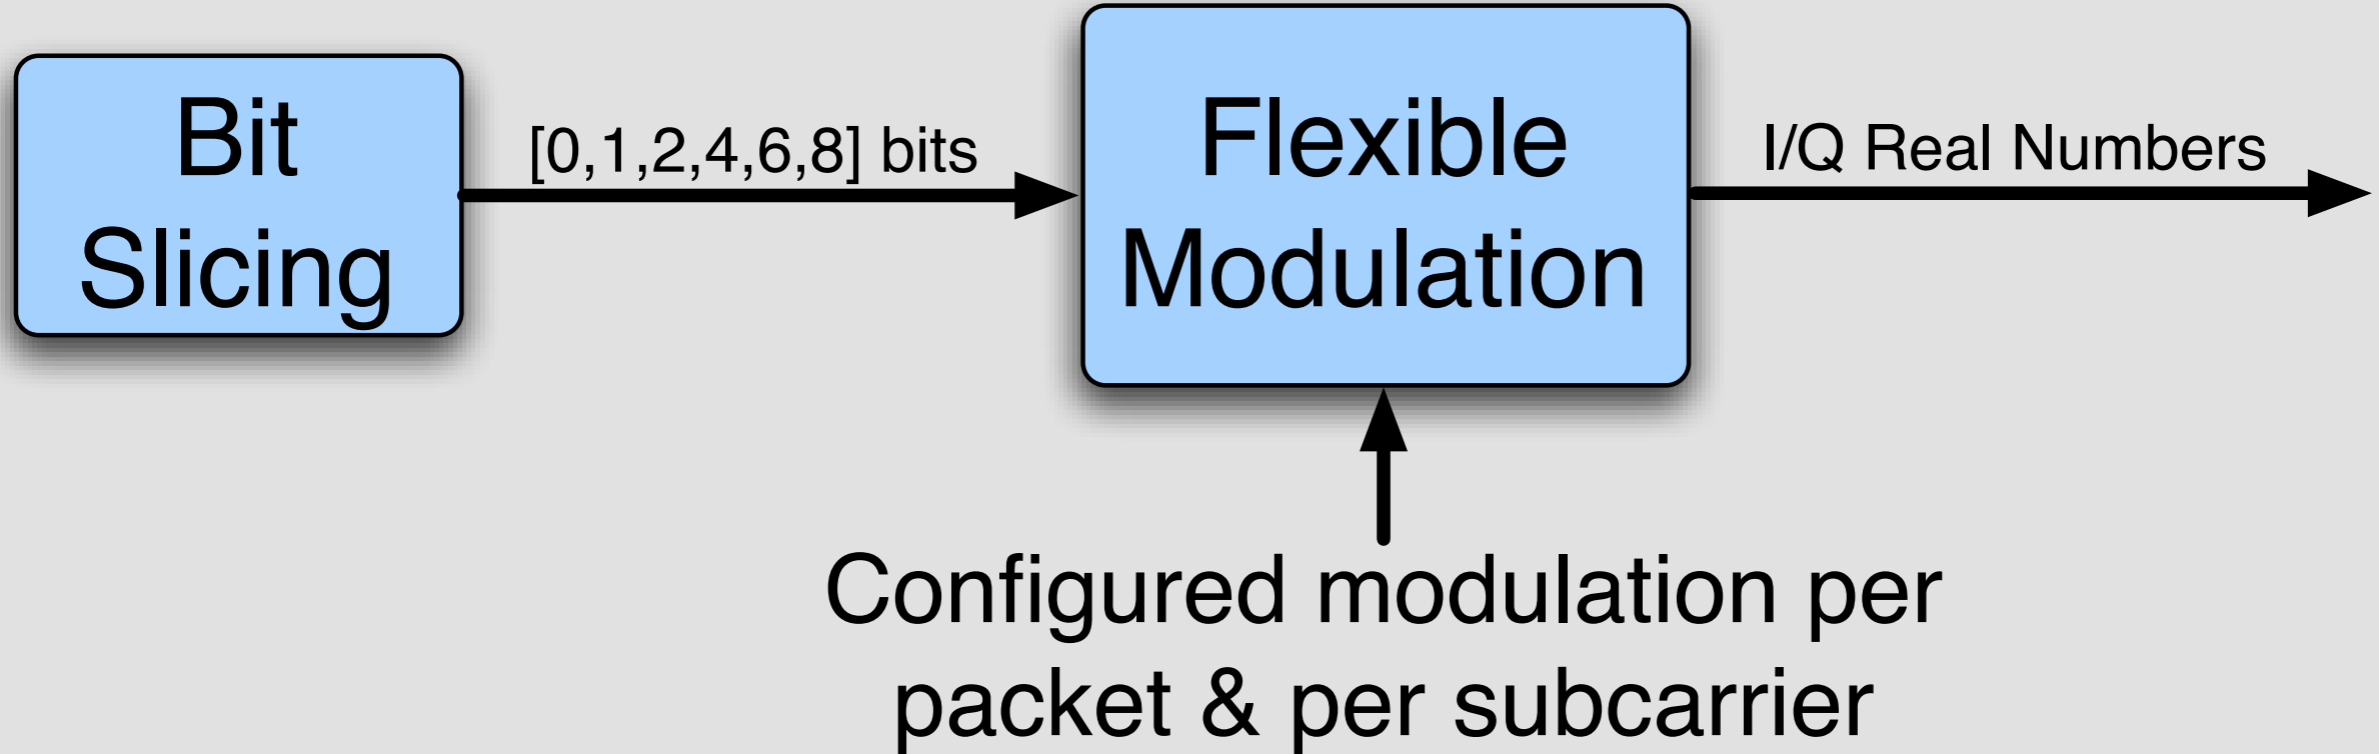 Bit
Slicing
[0,1,2,4,6,8] bits
Flexible
Modulation
I/Q Real Numbers
Configured modulation per
packet & per subcarrier